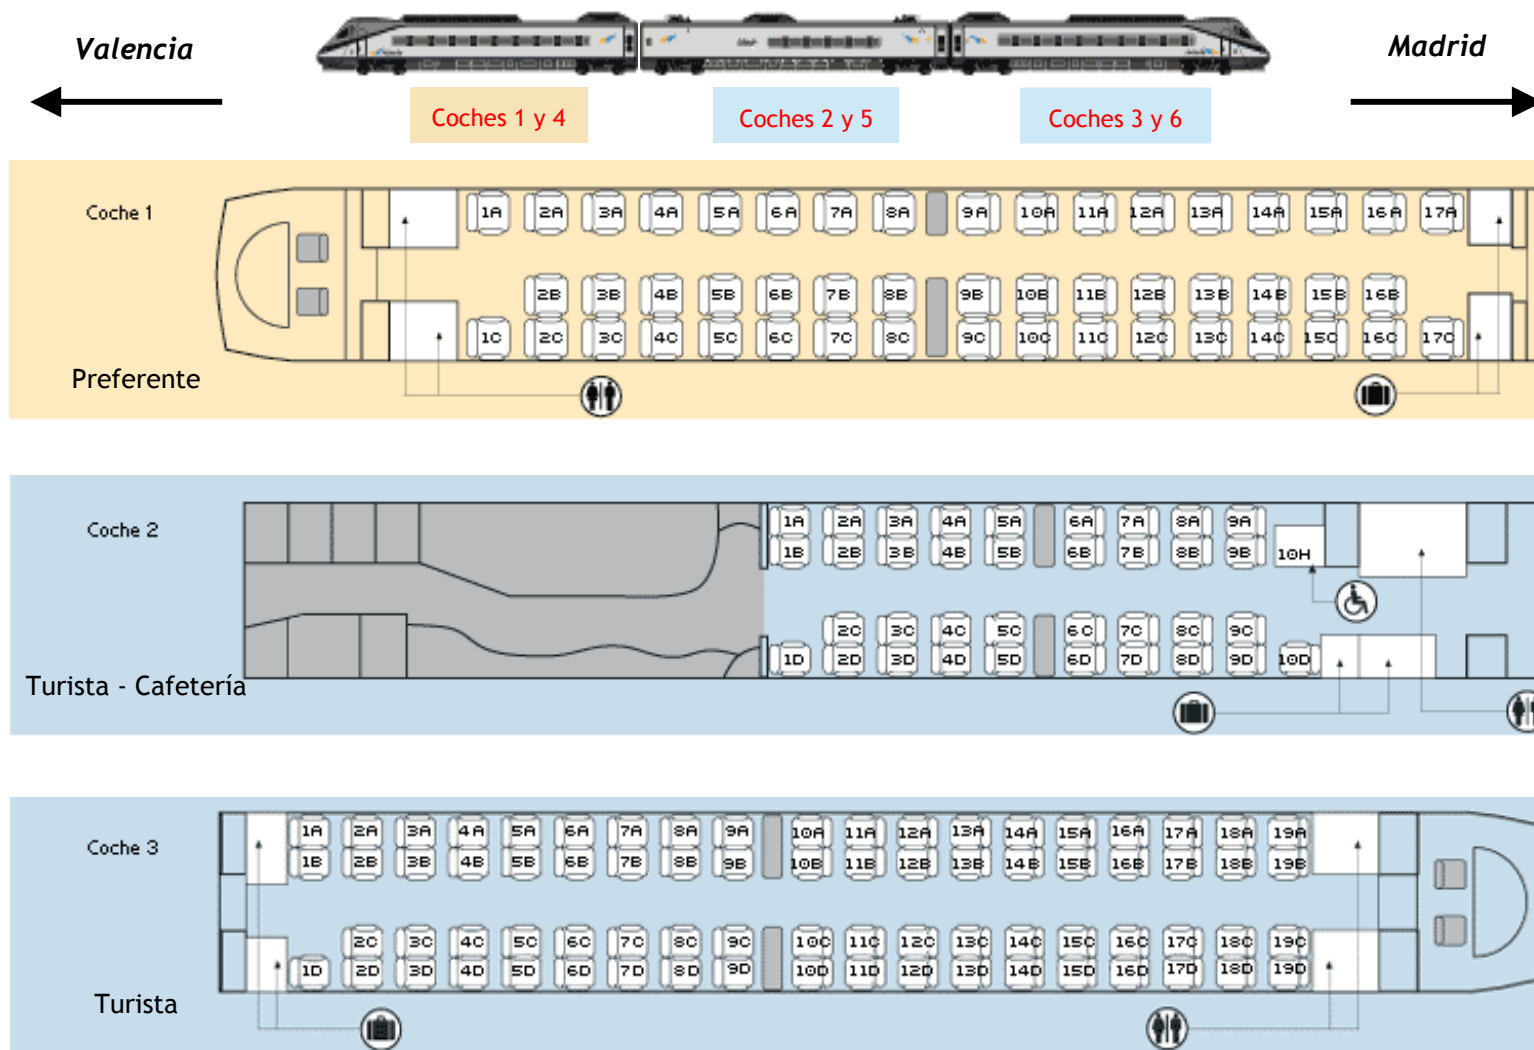 Valencia
Madrid
Coches 1 y 4
Coches 2 y 5
Coches 3 y 6
Coche 1
1A 2A 3A 4A 5A 6A 7A 8A 9A 10A 11A 12A 13A 14A 15A 16A 17A
2B 3B 4B 5B 6B 7B 8B 9B 10B 11B 12B 13B 14B 15B 16B
1C 2C 3C 4C 5C 6C 7C 8C 9C 10C 11C 12C 13C 14C 15C 16C 17C
Preferente
Coche 2
1A 2A 3A 4A 5A 6A 7A 8A 9A
1B 2B 3B 4B 5B 6B 7B 8B 9B 10H
2C 3C 4C 5C 6C 7C 8C 9C
1D 2D 3D 4D 5D 6D 7D 8D 9D 10D
Turista - Cafetería
Coche 3
1A 2A 3A 4A 5A 6A 7A 8A 9A 10A 11A 12A 13A 14A 15A 16A 17A 18A 19A
1B 2B 3B 4B 5B 6B 7B 8B 9B 10B 11B 12B 13B 14B 15B 16B 17B 18B 19B
2C 3C 4C 5C 6C 7C 8C 9C 10C 11C 12C 13C 14C 15C 16C 17C 18C 19C
1D 2D 3D 4D 5D 6D 7D 8D 9D 10D 11D 12D 13D 14D 15D 16D 17D 18D 19D
Turista